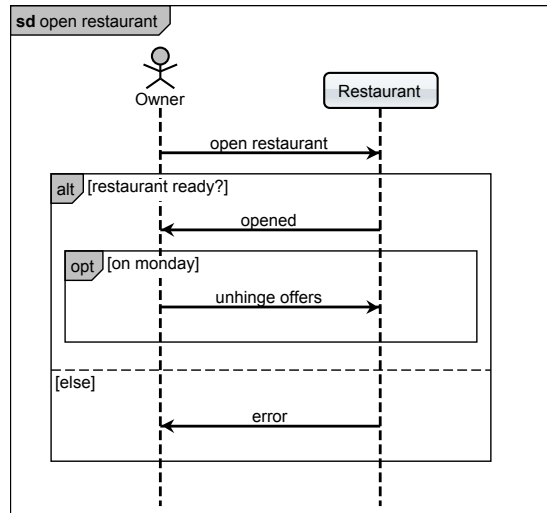 sd open restaurant
Owner
Restaurant
open restaurant
alt [restaurant ready?]
opened
opt [on monday]
unhinge offers
[else]
error